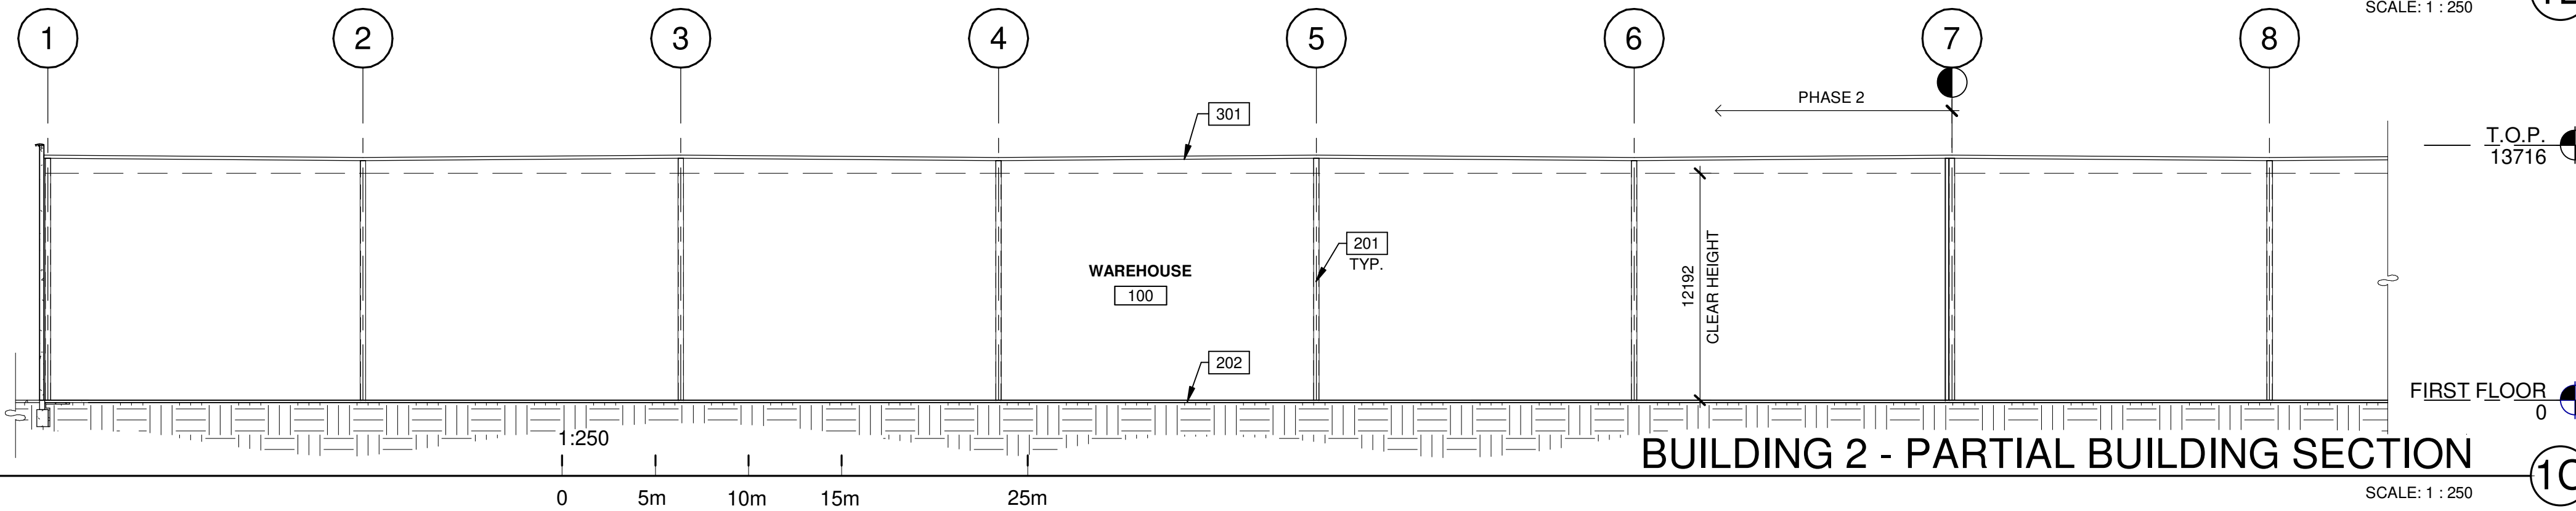 SCALE: 1 : 250
1 2 3 4 5 6 7 8
PHASE 2
301
T.O.P.
13716
201
TYP.
WAREHOUSE
100
12192
CLEAR HEIGHT
202
FIRST FLOOR
0
1:250
0 5m 10m 15m 25m
BUILDING 2 - PARTIAL BUILDING SECTION
SCALE: 1 : 250